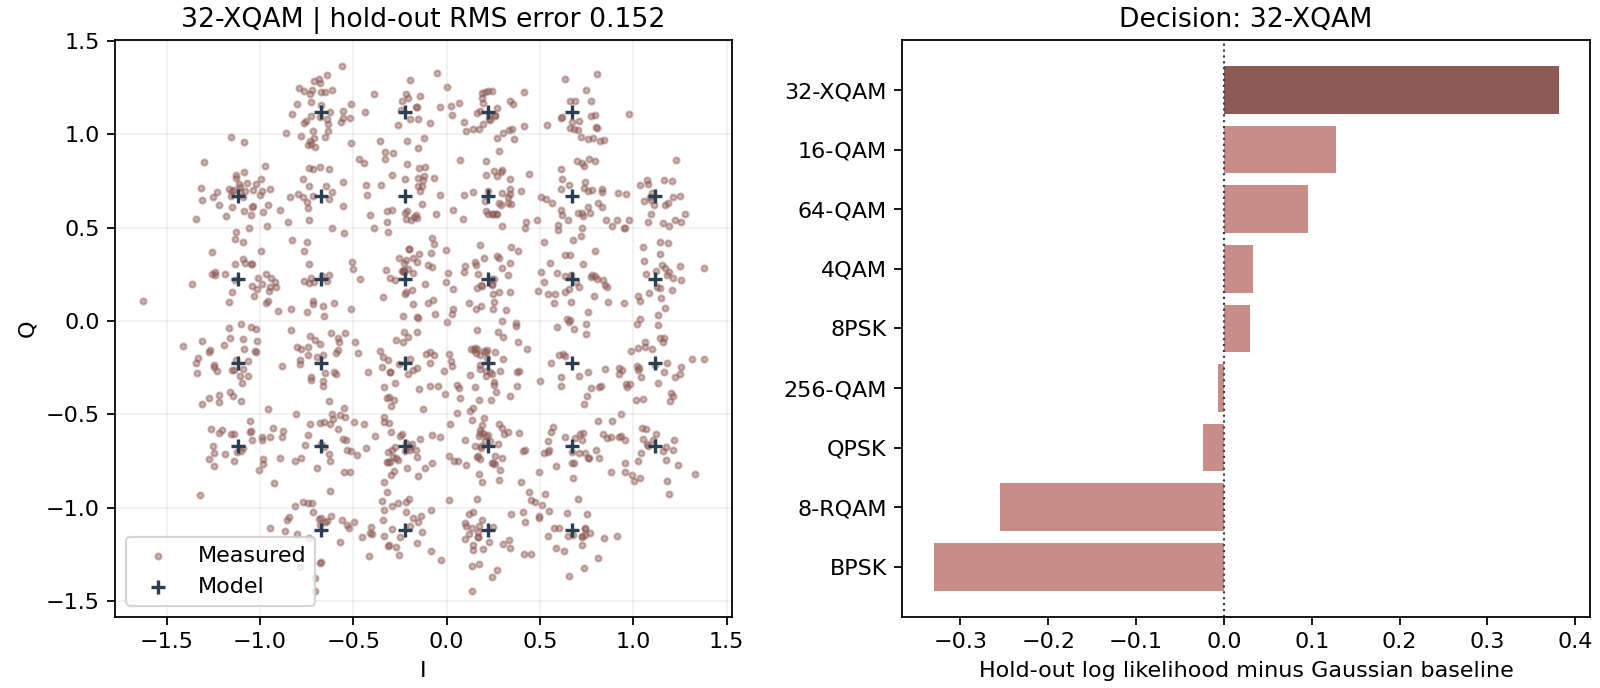 32-XQAM | hold-out RMS error 0.152
1.5
1.0
0.5
0.0
−0.5
−1.0
−1.5
Q
Measured
Model
−1.5 −1.0 −0.5 0.0 0.5 1.0 1.5
I
Decision: 32-XQAM
32-XQAM
16-QAM
64-QAM
4QAM
8PSK
256-QAM
QPSK
8-RQAM
BPSK
−0.3 −0.2 −0.1 0.0 0.1 0.2 0.3 0.4
Hold-out log likelihood minus Gaussian baseline